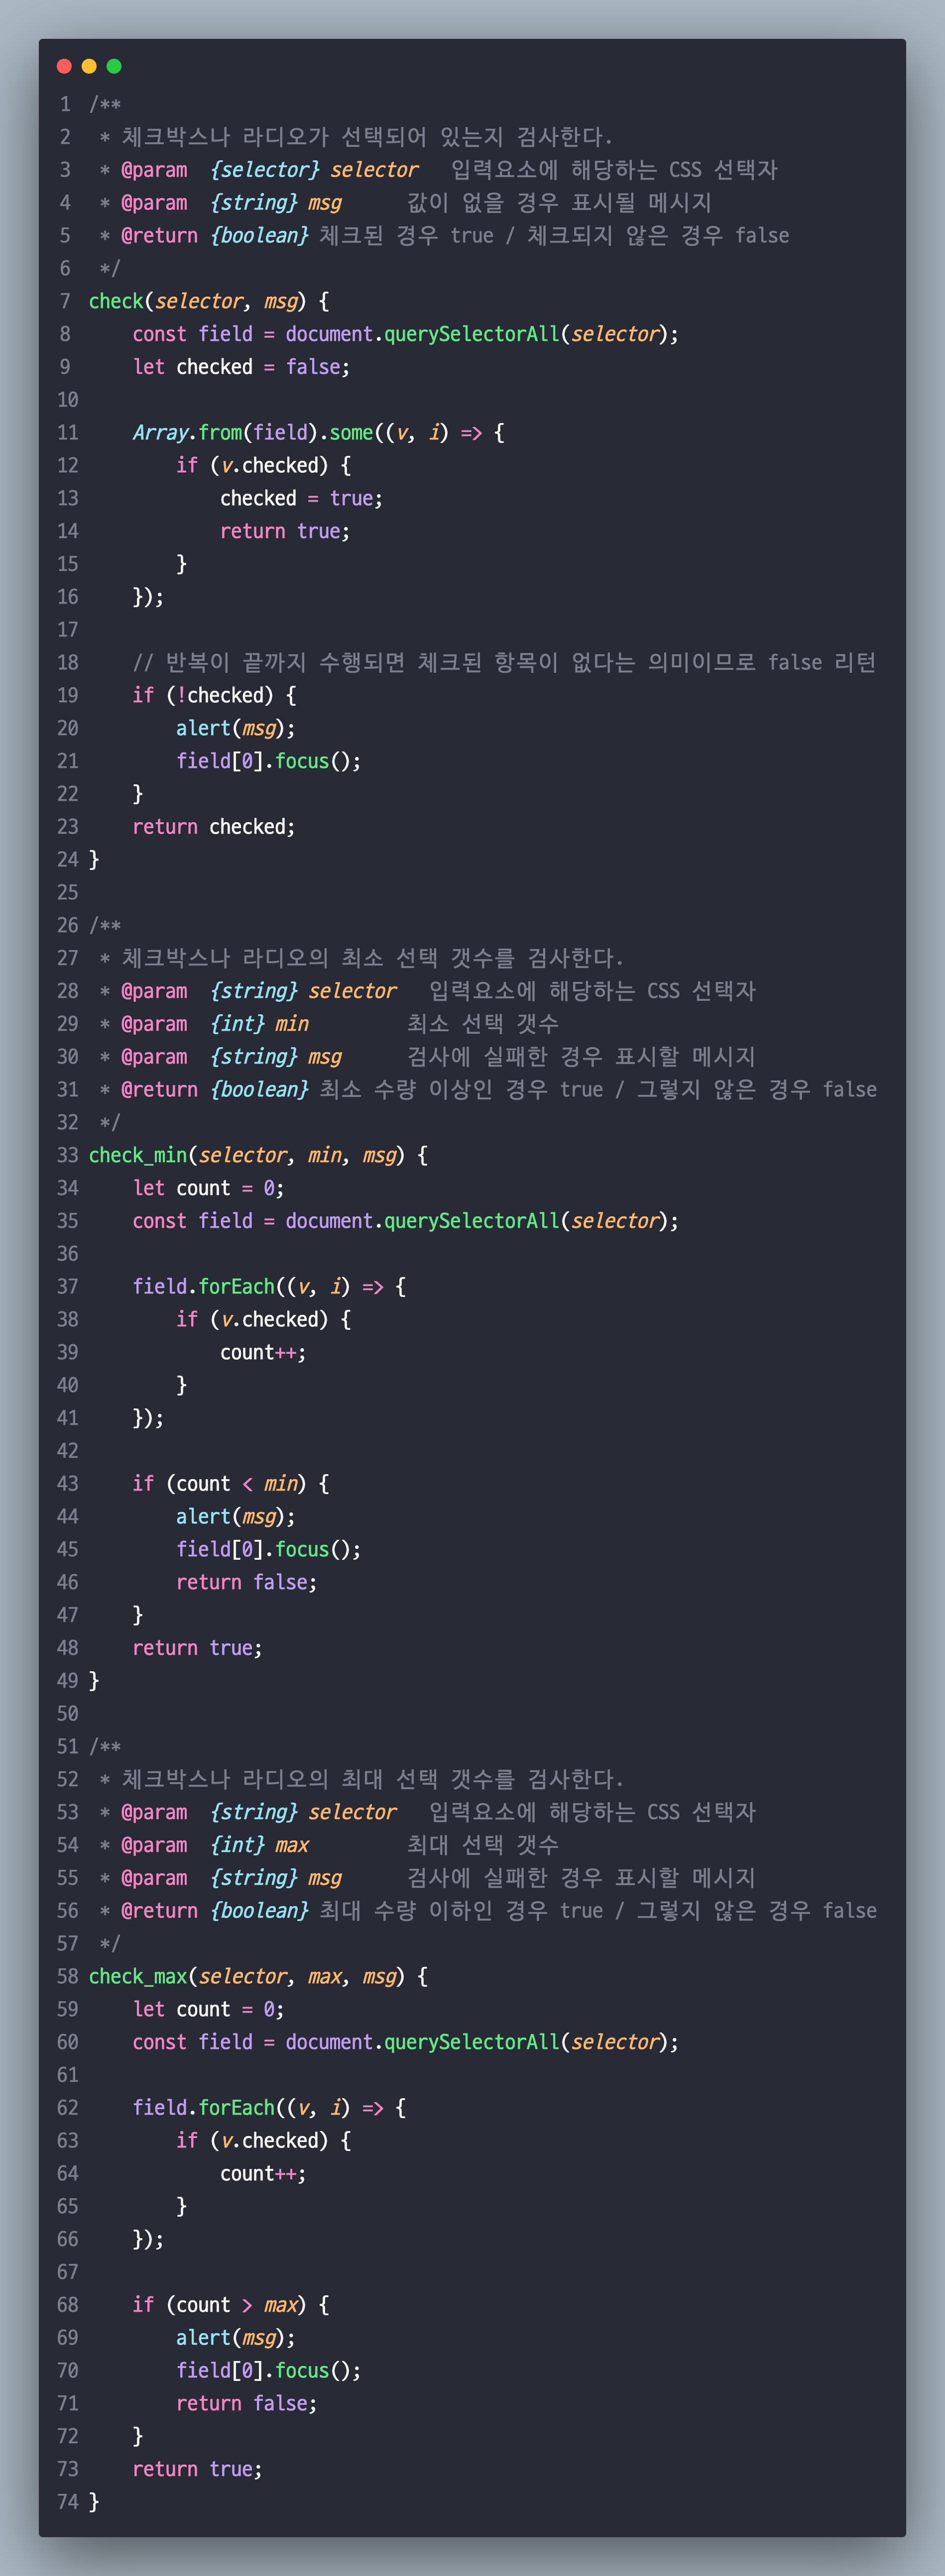 1 /**
2  * 체크박스나 라디오가 선택되어 있는지 검사한다.
3  * @param  {selector} selector   입력요소에 해당하는 CSS 선택자
4  * @param  {string} msg      값이 없을 경우 표시될 메시지
5  * @return {boolean} 체크된 경우 true / 체크되지 않은 경우 false
6  */
7 check(selector, msg) {
8     const field = document.querySelectorAll(selector);
9     let checked = false;
10
11     Array.from(field).some((v, i) => {
12         if (v.checked) {
13             checked = true;
14             return true;
15         }
16     });
17
18     // 반복이 끝까지 수행되면 체크된 항목이 없다는 의미이므로 false 리턴
19     if (!checked) {
20         alert(msg);
21         field[0].focus();
22     }
23     return checked;
24 }
25
26 /**
27  * 체크박스나 라디오의 최소 선택 갯수를 검사한다.
28  * @param  {string} selector   입력요소에 해당하는 CSS 선택자
29  * @param  {int} min         최소 선택 갯수
30  * @param  {string} msg      검사에 실패한 경우 표시할 메시지
31  * @return {boolean} 최소 수량 이상인 경우 true / 그렇지 않은 경우 false
32  */
33 check_min(selector, min, msg) {
34     let count = 0;
35     const field = document.querySelectorAll(selector);
36
37     field.forEach((v, i) => {
38         if (v.checked) {
39             count++;
40         }
41     });
42
43     if (count < min) {
44         alert(msg);
45         field[0].focus();
46         return false;
47     }
48     return true;
49 }
50
51 /**
52  * 체크박스나 라디오의 최대 선택 갯수를 검사한다.
53  * @param  {string} selector   입력요소에 해당하는 CSS 선택자
54  * @param  {int} max         최대 선택 갯수
55  * @param  {string} msg      검사에 실패한 경우 표시할 메시지
56  * @return {boolean} 최대 수량 이하인 경우 true / 그렇지 않은 경우 false
57  */
58 check_max(selector, max, msg) {
59     let count = 0;
60     const field = document.querySelectorAll(selector);
61
62     field.forEach((v, i) => {
63         if (v.checked) {
64             count++;
65         }
66     });
67
68     if (count > max) {
69         alert(msg);
70         field[0].focus();
71         return false;
72     }
73     return true;
74 }